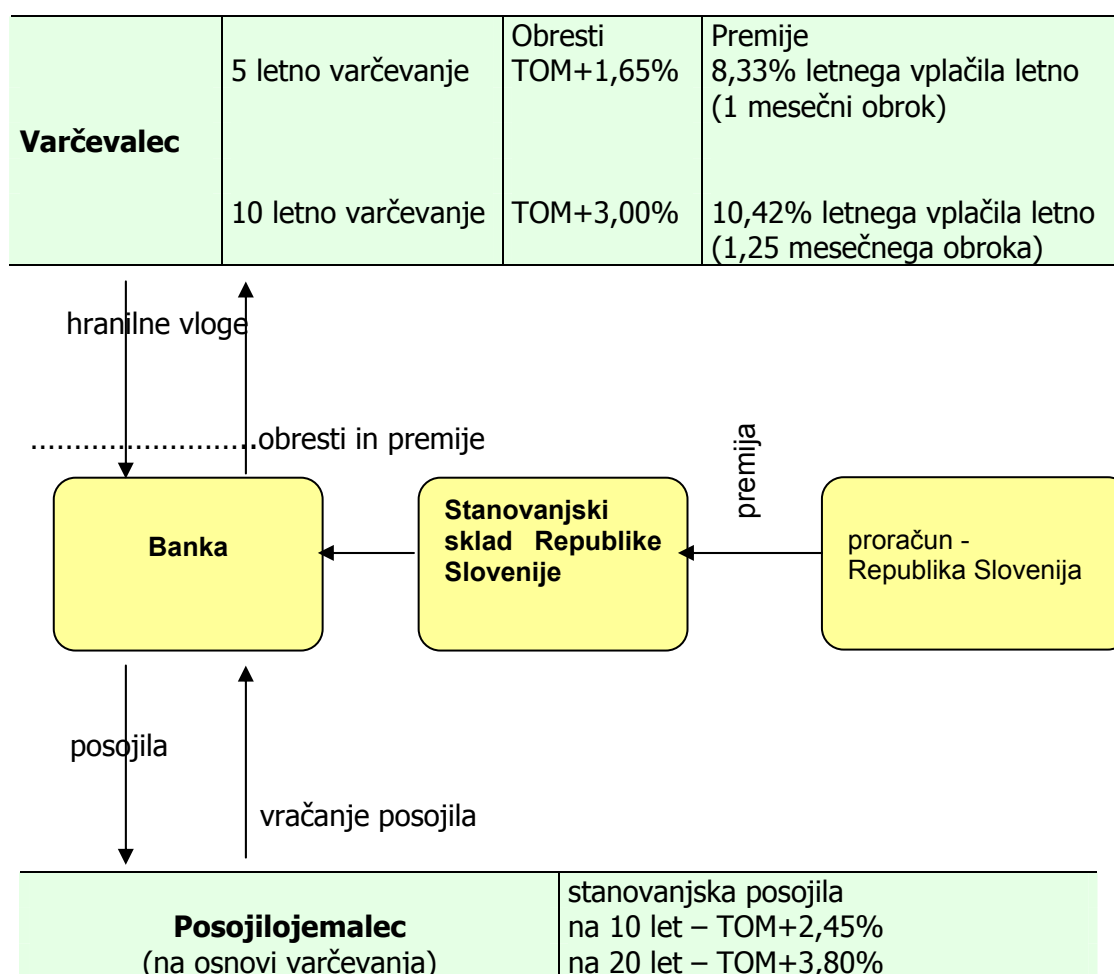 Obresti Premije
5 letno varčevanje TOM+1,65% 8,33% letnega vplačila letno
(1 mesečni obrok)
Varčevalec
10 letno varčevanje TOM+3,00% 10,42% letnega vplačila letno
(1,25 mesečnega obroka)
hranilne vloge
..........................obresti in premije
premija
Banka
Stanovanjski
sklad Republike
Slovenije
proračun -
Republika Slovenija
posojila
vračanje posojila
Posojilojemalec
(na osnovi varčevanja)
stanovanjska posojila
na 10 let – TOM+2,45%
na 20 let – TOM+3,80%